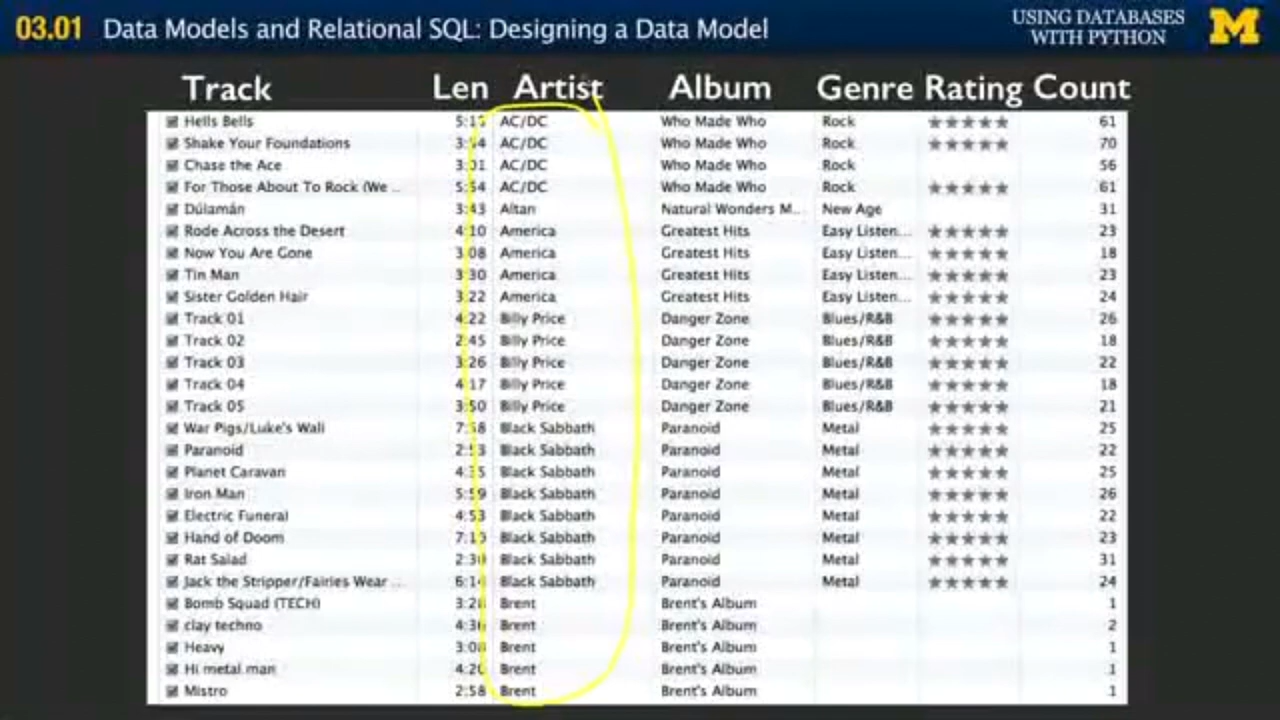 03.01 Data Models and Relational SQL: Designing a Data Model
USING DATABASES
WITH PYTHON
M
Track Len Artist Album Genre Rating Count
Hells Bells AC/DC Who Made Who Rock ★★★★★ 61
Shake Your Foundations AC/DC Who Made Who Rock ★★★★★ 70
Chase the Ace 3:01 AC/DC Who Made Who Rock 56
For Those About To Rock (We ... 5:54 AC/DC Who Made Who Rock ★★★★★ 61
Dúlamán 3:43 Altan Natural Wonders M... New Age 31
Rode Across the Desert 4:10 America Greatest Hits Easy Listen... ★★★★★ 23
Now You Are Gone 3:08 America Greatest Hits Easy Listen... ★★★★★ 18
Tin Man 3:30 America Greatest Hits Easy Listen... ★★★★★ 23
Sister Golden Hair 3:22 America Greatest Hits Easy Listen... ★★★★★ 24
Track 01 4:22 Billy Price Danger Zone Blues/R&B ★★★★★ 26
Track 02 2:45 Billy Price Danger Zone Blues/R&B ★★★★★ 18
Track 03 3:26 Billy Price Danger Zone Blues/R&B ★★★★★ 22
Track 04 4:17 Billy Price Danger Zone Blues/R&B ★★★★★ 18
Track 05 3:50 Billy Price Danger Zone Blues/R&B ★★★★★ 21
War Pigs/Luke's Wall 7:58 Black Sabbath Paranoid Metal ★★★★★ 25
Paranoid 2:53 Black Sabbath Paranoid Metal ★★★★★ 22
Planet Caravan 4:35 Black Sabbath Paranoid Metal ★★★★★ 25
Iron Man 5:59 Black Sabbath Paranoid Metal ★★★★★ 26
Electric Funeral 4:53 Black Sabbath Paranoid Metal ★★★★★ 22
Hand of Doom Black Sabbath Paranoid Metal ★★★★★ 23
Rat Salad 2:30 Black Sabbath Paranoid Metal ★★★★★ 31
Jack the Stripper/Fairies Wear ... 6:14 Black Sabbath Paranoid Metal ★★★★★ 24
Bomb Squad (TECH) 3:28 Brent Brent's Album 1
clay techno 4:36 Brent Brent's Album 2
Heavy 3:08 Brent Brent's Album 1
Hi metal man Brent Brent's Album 1
Mistro 2:58 Brent Brent's Album 1